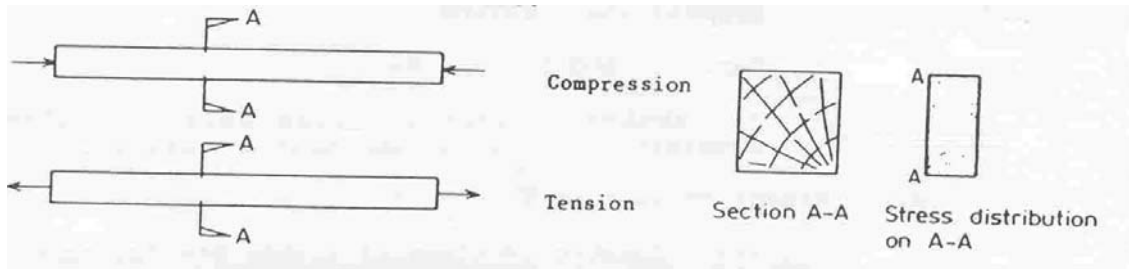 A
A
Compression
A
A
Tension
A
A
Section A-A
Stress distribution
on A-A